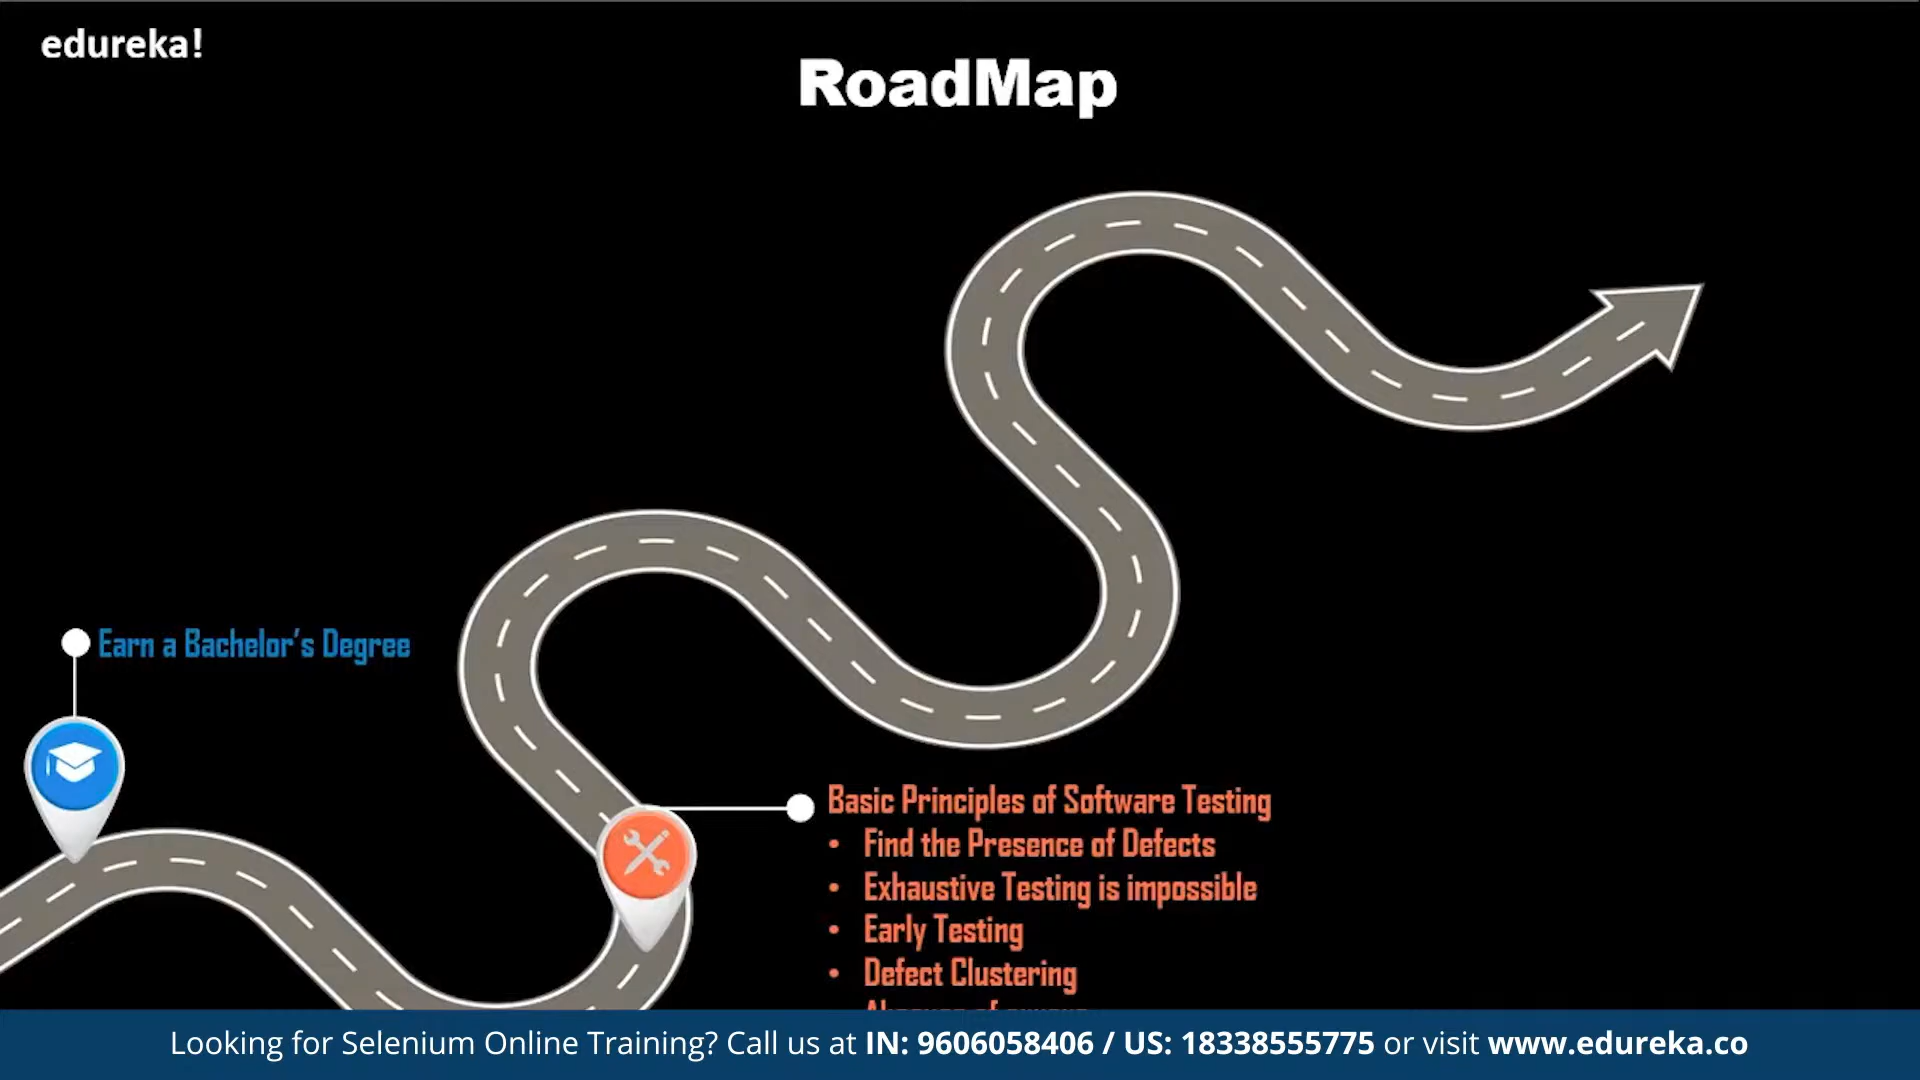 edureka!
RoadMap
Earn a Bachelor's Degree
Basic Principles of Software Testing
• Find the Presence of Defects
• Exhaustive Testing is impossible
• Early Testing
• Defect Clustering
Looking for Selenium Online Training? Call us at IN: 9606058406 / US: 18338555775 or visit www.edureka.co